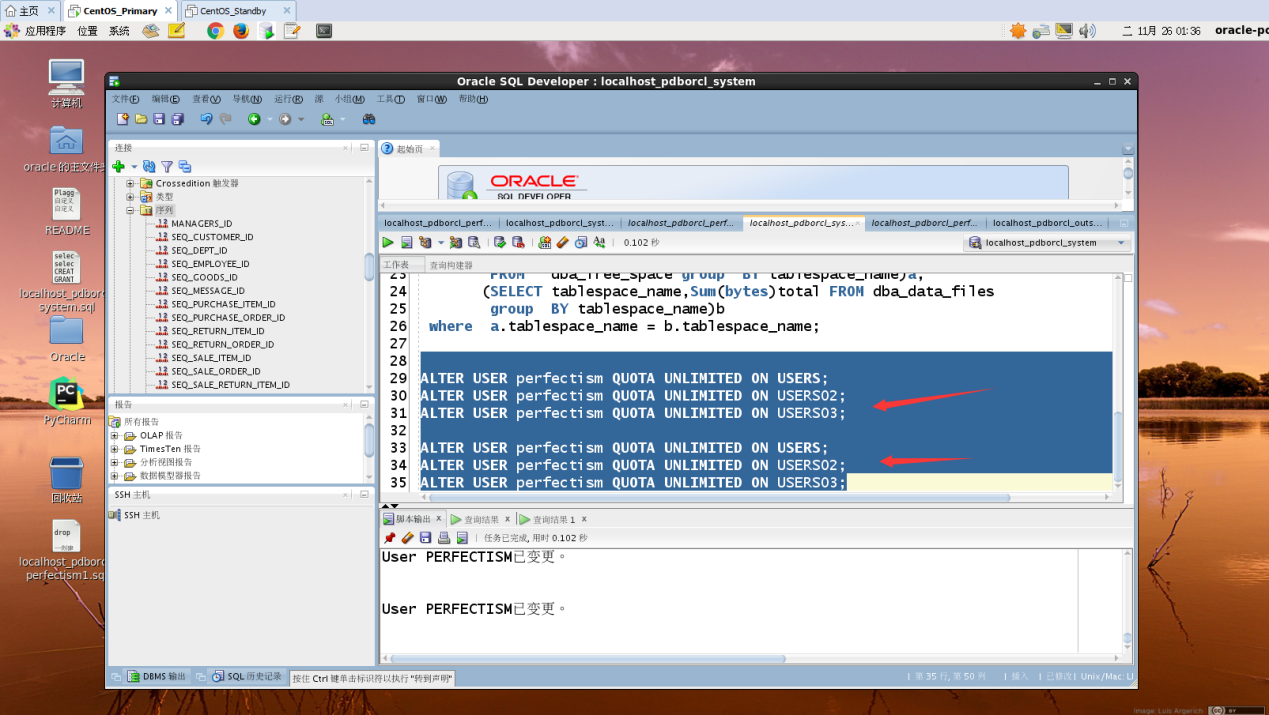 主页
CentOS_Primary
CentOS_Standby
应用程序 位置 系统
二 11月 26 01:36 oracle-pc
计算机
oracle 的主文件夹
README
localhost_pdborc
system.sql
Oracle
PyCharm
回收站
localhost_pdborc
perfectism1.sq
Oracle SQL Developer : localhost_pdborcl_system
文件(F) 编辑(E) 查看(V) 导航(N) 运行(R) 源 小组(M) 工具(T) 窗口(W) 帮助(H)
连接
Crossedition 触发器
类型
序列
MANAGERS_ID
SEQ_CUSTOMER_ID
SEQ_DEPT_ID
SEQ_EMPLOYEE_ID
SEQ_GOODS_ID
SEQ_MESSAGE_ID
SEQ_PURCHASE_ITEM_ID
SEQ_PURCHASE_ORDER_ID
SEQ_RETURN_ITEM_ID
SEQ_RETURN_ORDER_ID
SEQ_SALE_ITEM_ID
SEQ_SALE_ORDER_ID
SEQ_SALE_RETURN_ITEM_ID
报告
所有报告
OLAP 报告
TimesTen 报告
分析视图报告
数据模型器报告
SSH 主机
SSH 主机
起始页
ORACLE
SQL DEVELOPER
localhost_pdborcl_perf... localhost_pdborcl_syst... localhost_pdborcl_perf... localhost_pdborcl_sys... localhost_pdborcl_perf... localhost_pdborcl_outs...
0.102 秒
localhost_pdborcl_system
工作表 查询构建器
23 FROM dba_free_space group BY tablespace_name)a,
24 (SELECT tablespace_name,Sum(bytes)total FROM dba_data_files
25 group BY tablespace_name)b
26 where a.tablespace_name = b.tablespace_name;
27
28
29 ALTER USER perfectism QUOTA UNLIMITED ON USERS;
30 ALTER USER perfectism QUOTA UNLIMITED ON USERS02;
31 ALTER USER perfectism QUOTA UNLIMITED ON USERS03;
32
33 ALTER USER perfectism QUOTA UNLIMITED ON USERS;
34 ALTER USER perfectism QUOTA UNLIMITED ON USERS02;
35 ALTER USER perfectism QUOTA UNLIMITED ON USERS03;
脚本输出 查询结果 查询结果 1
任务已完成, 用时 0.102 秒
User PERFECTISM已变更。
User PERFECTISM已变更。
DBMS 输出 SQL 历史记录 按住 Ctrl 键单击标识符以执行 "转到声明"
第 35 行, 第 50 列 插入 已修改 Unix/Mac: LF
Image: Luis Argerich